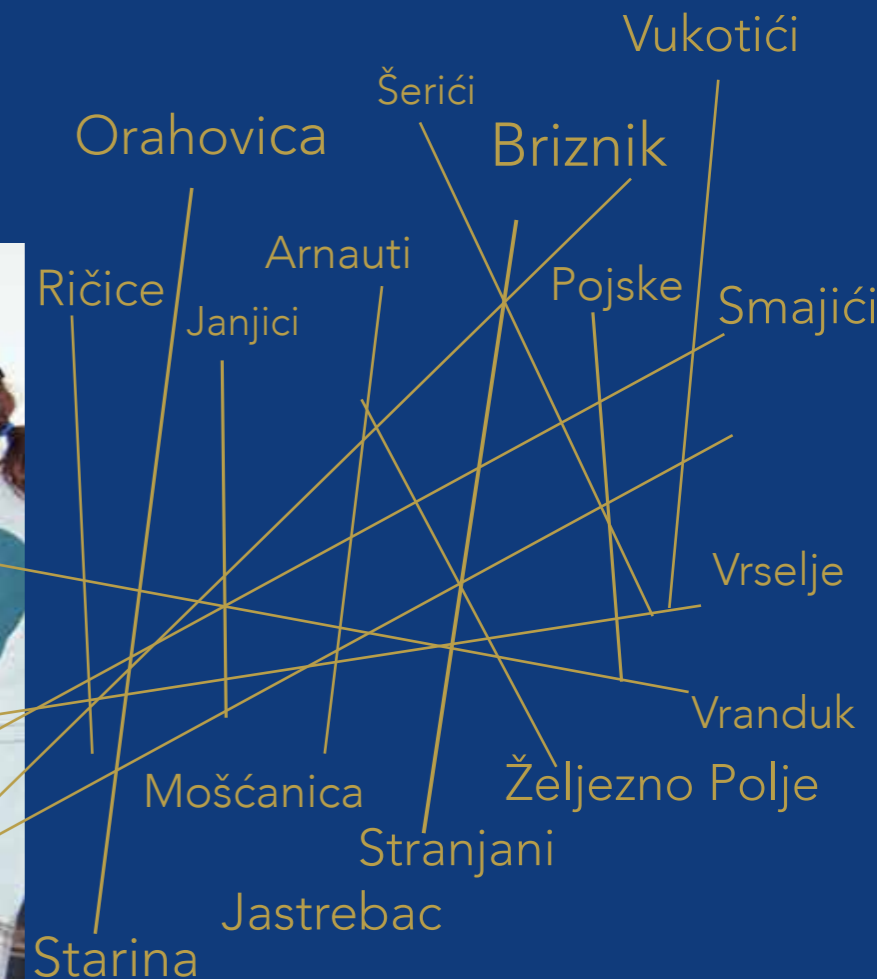 Vukotići
Šerići
Orahovica
Briznik
Arnauti
Ričice
Pojske
Janjici
Smajići
Vrselje
Vranduk
Mošćanica
Željezno Polje
Stranjani
Jastrebac
Starina